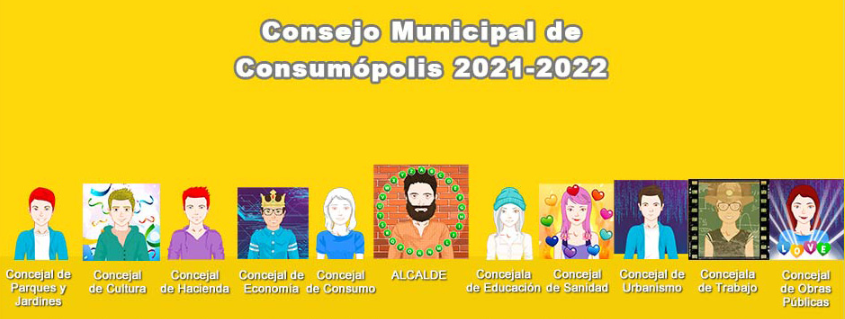 Consejo Municipal de
Consumópolis 2021-2022
Concejal de
Parques y
Jardines
Concejal
de Cultura
Concejal
de Hacienda
Concejal de
Economía
Concejal
de Consumo
ALCALDE
Concejala
de Educación
Concejal
de Sanidad
Concejal de
Urbanismo
Concejala
de Trabajo
Concejal
de Obras
Públicas
LOVE